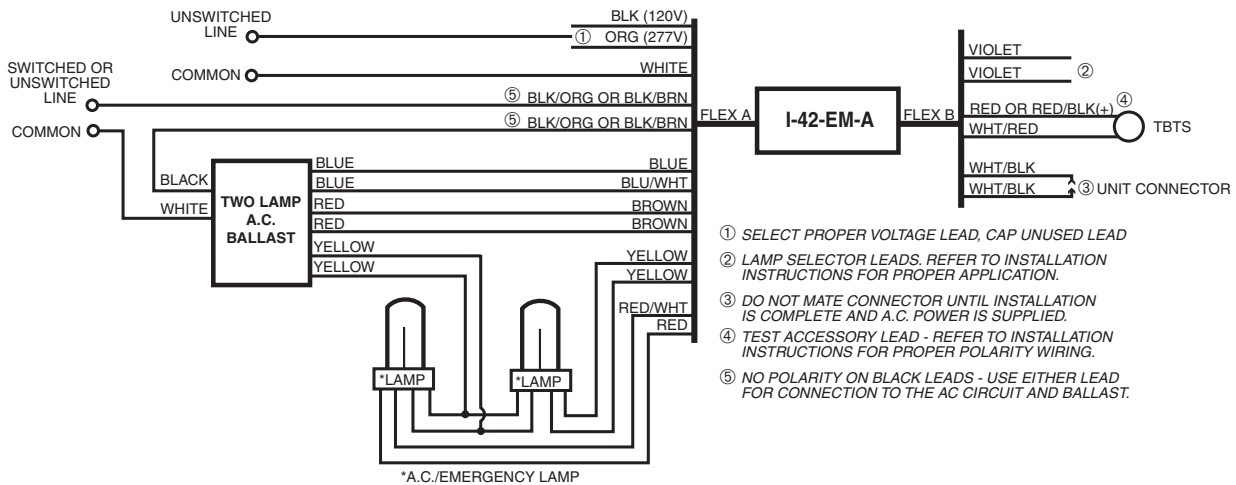 UNSWITCHED
LINE
BLK (120V)
① ORG (277V)
COMMON
WHITE
SWITCHED OR
UNSWITCHED
LINE
⑤ BLK/ORG OR BLK/BRN
COMMON
⑤ BLK/ORG OR BLK/BRN
FLEX A
I-42-EM-A
FLEX B
VIOLET
VIOLET ②
RED OR RED/BLK(+) ④
WHT/RED
TBTS
WHT/BLK
WHT/BLK
③ UNIT CONNECTOR
BLACK
WHITE
TWO LAMP
A.C.
BALLAST
BLUE
BLUE
RED
RED
YELLOW
YELLOW
BLUE
BLU/WHT
BROWN
BROWN
YELLOW
YELLOW
RED/WHT
RED
*LAMP
*LAMP
*A.C./EMERGENCY LAMP
① SELECT PROPER VOLTAGE LEAD, CAP UNUSED LEAD
② LAMP SELECTOR LEADS. REFER TO INSTALLATION
INSTRUCTIONS FOR PROPER APPLICATION.
③ DO NOT MATE CONNECTOR UNTIL INSTALLATION
IS COMPLETE AND A.C. POWER IS SUPPLIED.
④ TEST ACCESSORY LEAD - REFER TO INSTALLATION
INSTRUCTIONS FOR PROPER POLARITY WIRING.
⑤ NO POLARITY ON BLACK LEADS - USE EITHER LEAD
FOR CONNECTION TO THE AC CIRCUIT AND BALLAST.